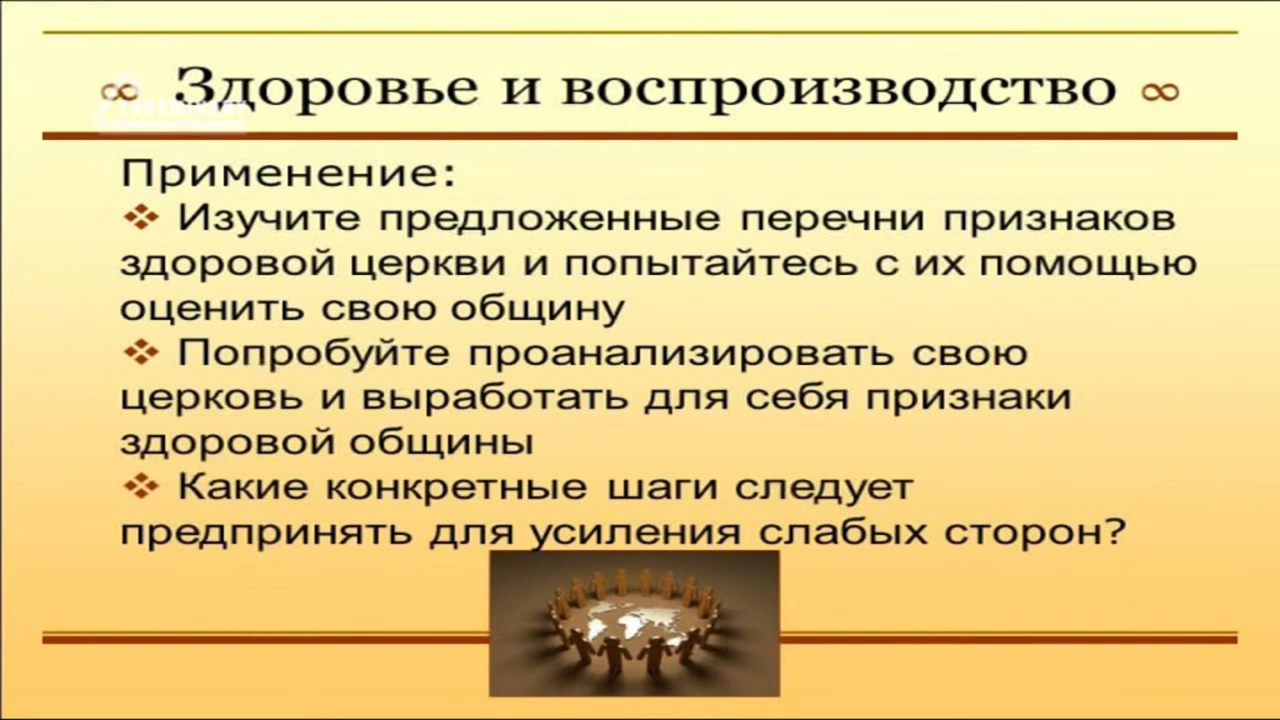 ∞ Здоровье и воспроизводство ∞
Применение:
❖ Изучите предложенные перечни признаков
здоровой церкви и попытайтесь с их помощью
оценить свою общину
❖ Попробуйте проанализировать свою
церковь и выработать для себя признаки
здоровой общины
❖ Какие конкретные шаги следует
предпринять для усиления слабых сторон?